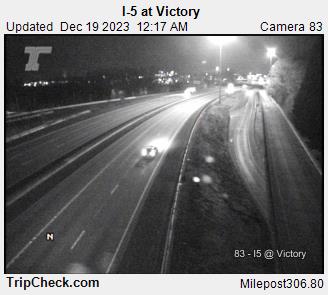 I-5 at Victory
Updated Dec 19 2023 12:17 AM Camera 83
T
N
83 - I5 @ Victory
TripCheck.com Milepost306.80